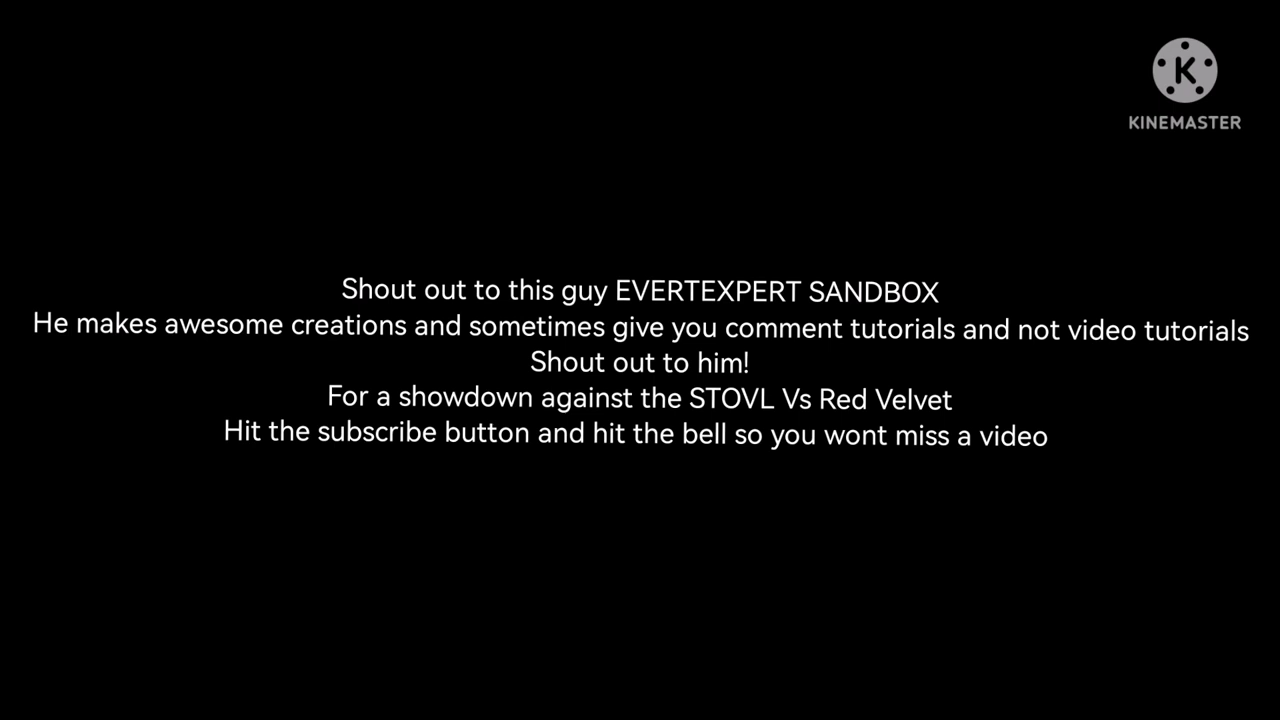 K
KINEMASTER
Shout out to this guy EVERTEXPERT SANDBOX
He makes awesome creations and sometimes give you comment tutorials and not video tutorials
Shout out to him!
For a showdown against the STOVL Vs Red Velvet
Hit the subscribe button and hit the bell so you wont miss a video